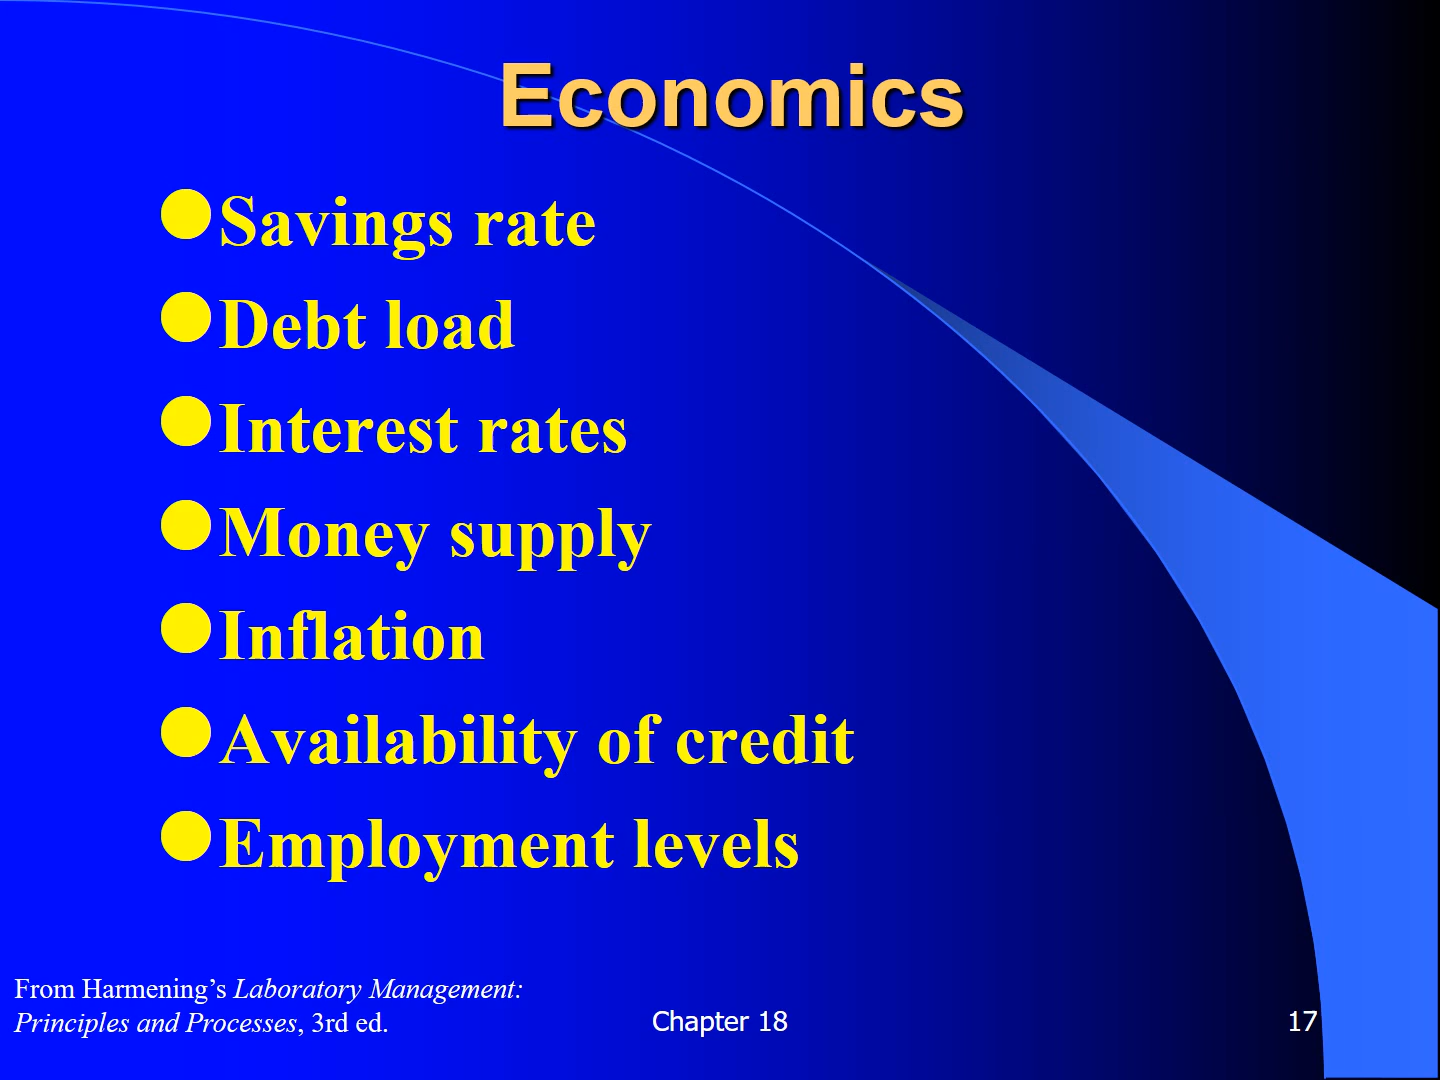 Economics
Savings rate
Debt load
Interest rates
Money supply
Inflation
Availability of credit
Employment levels
From Harmening’s Laboratory Management:
Principles and Processes, 3rd ed.
Chapter 18
17